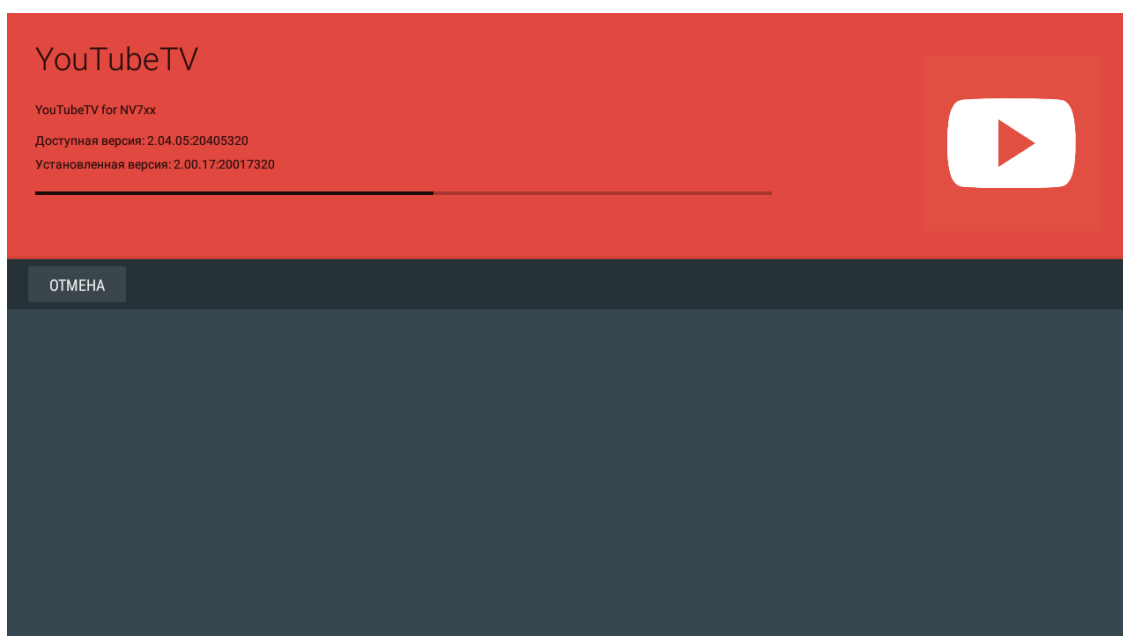 YouTubeTV
YouTubeTV for NV7xx
Доступная версия: 2.04.05:20405320
Установленная версия: 2.00.17:20017320
ОТМЕНА